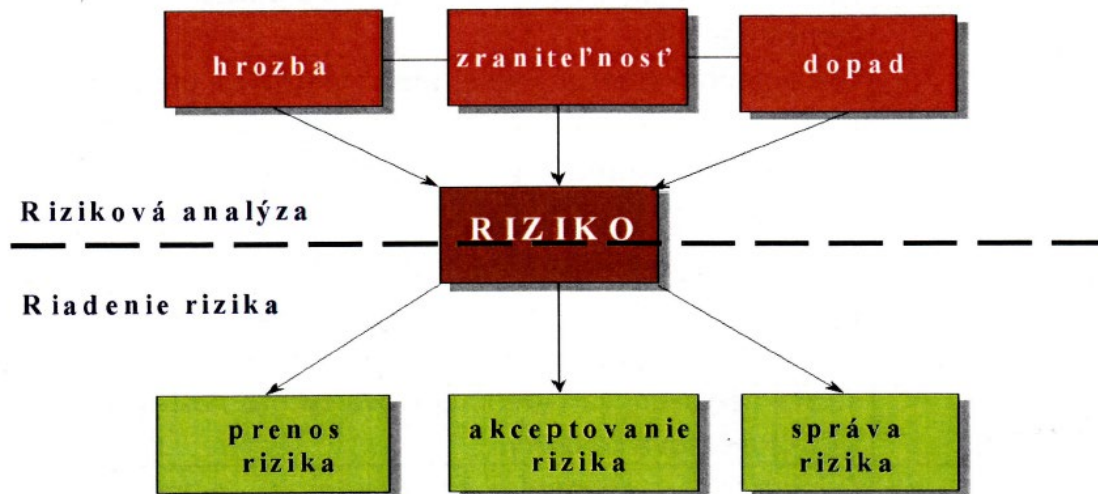 hrozba
zraniteľnosť
dopad
RIZIKO
Riziková analýza
Riadenie rizika
prenos
rizika
akceptovanie
rizika
správa
rizika